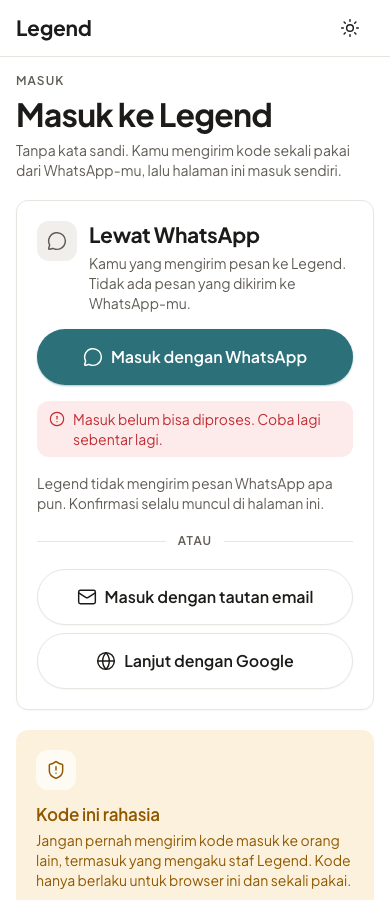 Legend
MASUK
Masuk ke Legend
Tanpa kata sandi. Kamu mengirim kode sekali pakai
dari WhatsApp-mu, lalu halaman ini masuk sendiri.
Lewat WhatsApp
Kamu yang mengirim pesan ke Legend.
Tidak ada pesan yang dikirim ke
WhatsApp-mu.
Masuk dengan WhatsApp
Masuk belum bisa diproses. Coba lagi
sebentar lagi.
Legend tidak mengirim pesan WhatsApp apa
pun. Konfirmasi selalu muncul di halaman ini.
ATAU
Masuk dengan tautan email
Lanjut dengan Google
Kode ini rahasia
Jangan pernah mengirim kode masuk ke orang
lain, termasuk yang mengaku staf Legend. Kode
hanya berlaku untuk browser ini dan sekali pakai.